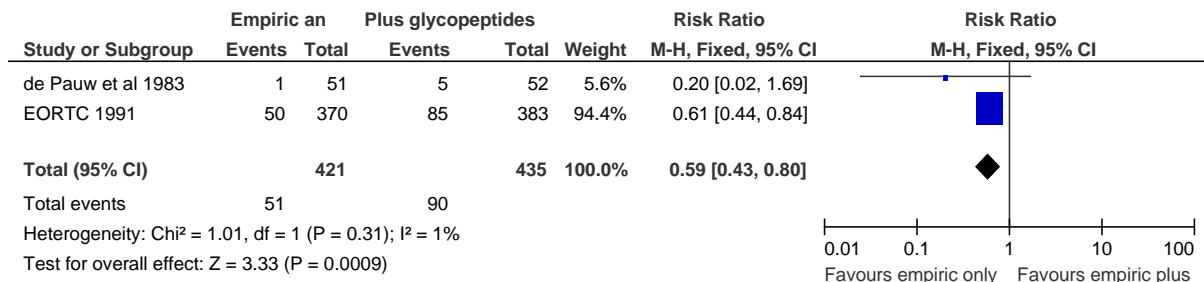 Empiric an Plus glycopeptides Risk Ratio Risk Ratio
Study or Subgroup Events Total Events Total Weight M-H, Fixed, 95% CI M-H, Fixed, 95% CI
de Pauw et al 1983 1 51 5 52 5.6% 0.20 [0.02, 1.69]
EORTC 1991 50 370 85 383 94.4% 0.61 [0.44, 0.84]
Total (95% CI) 421 435 100.0% 0.59 [0.43, 0.80]
Total events 51 90
Heterogeneity: Chi² = 1.01, df = 1 (P = 0.31); I² = 1%
Test for overall effect: Z = 3.33 (P = 0.0009)
0.01 0.1 1 10 100
Favours empiric only Favours empiric plus